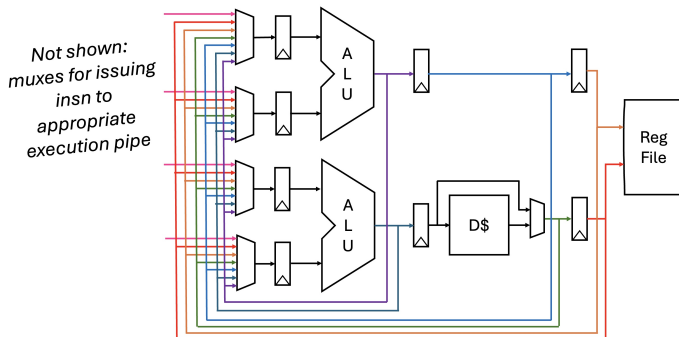 Not shown:
muxes for issuing
insn to
appropriate
execution pipe
A
L
U
A
L
U
D$
Reg
File